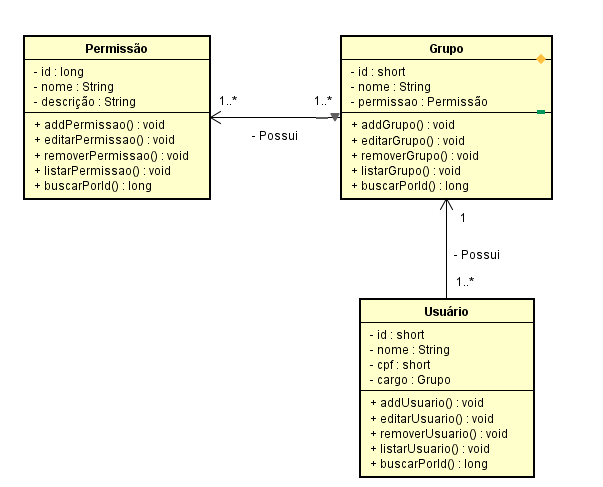 Permissão
- id : long
- nome : String
- descrição : String
+ addPermissao() : void
+ editarPermissao() : void
+ removerPermissao() : void
+ listarPermissao() : void
+ buscarPorId() : long
1..*
1..*
- Possui
Grupo
- id : short
- nome : String
- permissao : Permissão
+ addGrupo() : void
+ editarGrupo() : void
+ removerGrupo() : void
+ listarGrupo() : void
+ buscarPorId() : long
1
- Possui
1..*
Usuário
- id : short
- nome : String
- cpf : short
- cargo : Grupo
+ addUsuario() : void
+ editarUsuario() : void
+ removerUsuario() : void
+ listarUsuario() : void
+ buscarPorId() : long